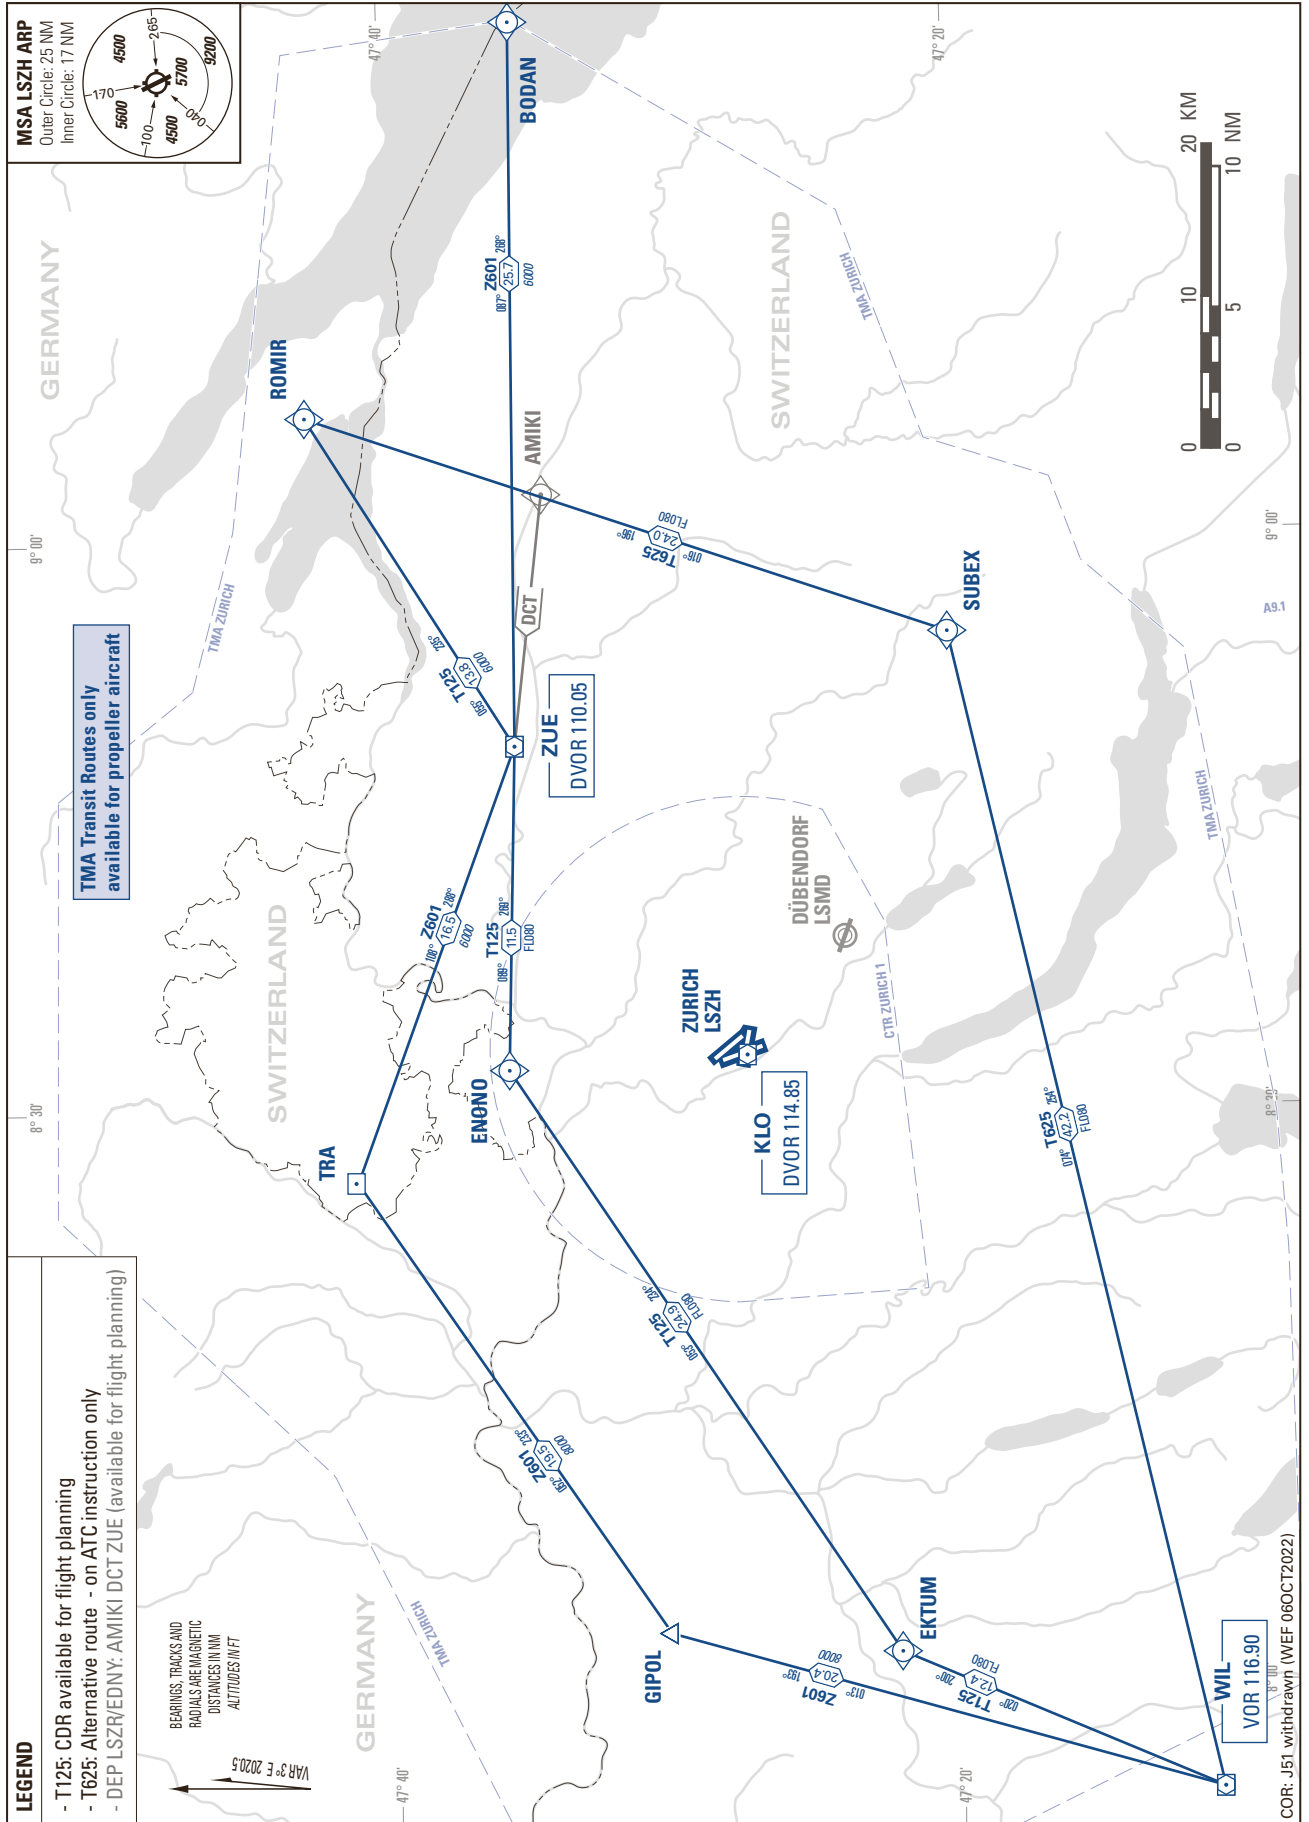 LEGEND
- T125: CDR available for flight planning
- T625: Alternative route - on ATC instruction only
- DEP LSZR/EDNY: AMIKI DCT ZUE (available for flight planning)
TMA Transit Routes only
available for propeller aircraft
MSA LSZH ARP
Outer Circle: 25 NM
Inner Circle: 17 NM
170
265
100
040
5600
4500
4500
5700
9200
BEARINGS, TRACKS AND
RADIALS ARE MAGNETIC
DISTANCES IN NM
ALTITUDES IN FT
VAR 3° E 2020.5
8° 30'
9° 00'
GERMANY
TMA ZURICH
SWITZERLAND
ROMIR
47° 40'
47° 40'
TRA
GERMANY
TMA ZURICH
T125
055°
13.8
235°
6000
Z601
108°
16.5
288°
6000
Z601
087°
25.7
268°
6000
BODAN
ENONO
T125
089°
11.5
269°
FL080
ZUE
DVOR 110.05
DCT
AMIKI
Z601
052°
19.5
233°
8000
GIPOL
T125
053°
24.9
234°
FL080
ZURICH
LSZH
KLO
DVOR 114.85
DÜBENDORF
LSMD
CTR ZURICH 1
T625
016°
24.0
196°
FL080
SWITZERLAND
TMA ZURICH
Z601
013°
20.4
193°
8000
EKTUM
T125
020°
12.4
200°
FL080
SUBEX
47° 20'
47° 20'
T625
074°
42.2
254°
FL080
TMA ZURICH
0 10 20 KM
0 5 10 NM
WIL
VOR 116.90
8° 00'
8° 30'
9° 00'
A9.1
COR: J51 withdrawn (WEF 06OCT2022)